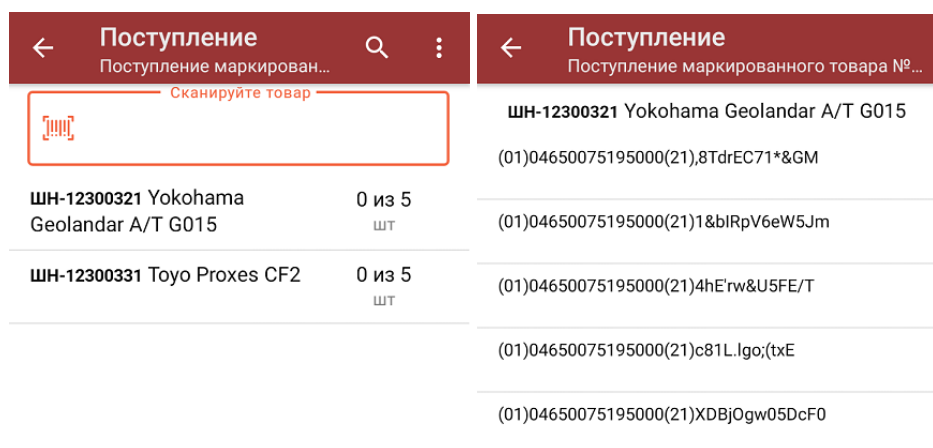 Поступление
Поступление маркирован...
Сканируйте товар
ШН-12300321 Yokohama
Geolandar A/T G015
0 из 5
шт
ШН-12300331 Toyo Proxes CF2
0 из 5
шт
Поступление
Поступление маркированного товара №...
ШН-12300321 Yokohama Geolandar A/T G015
(01)04650075195000(21),8TdrEC71*&GM
(01)04650075195000(21)1&bIRpV6eW5Jm
(01)04650075195000(21)4hE'rw&U5FE/T
(01)04650075195000(21)c81L.lgo;(txE
(01)04650075195000(21)XDBjOgw05DcF0